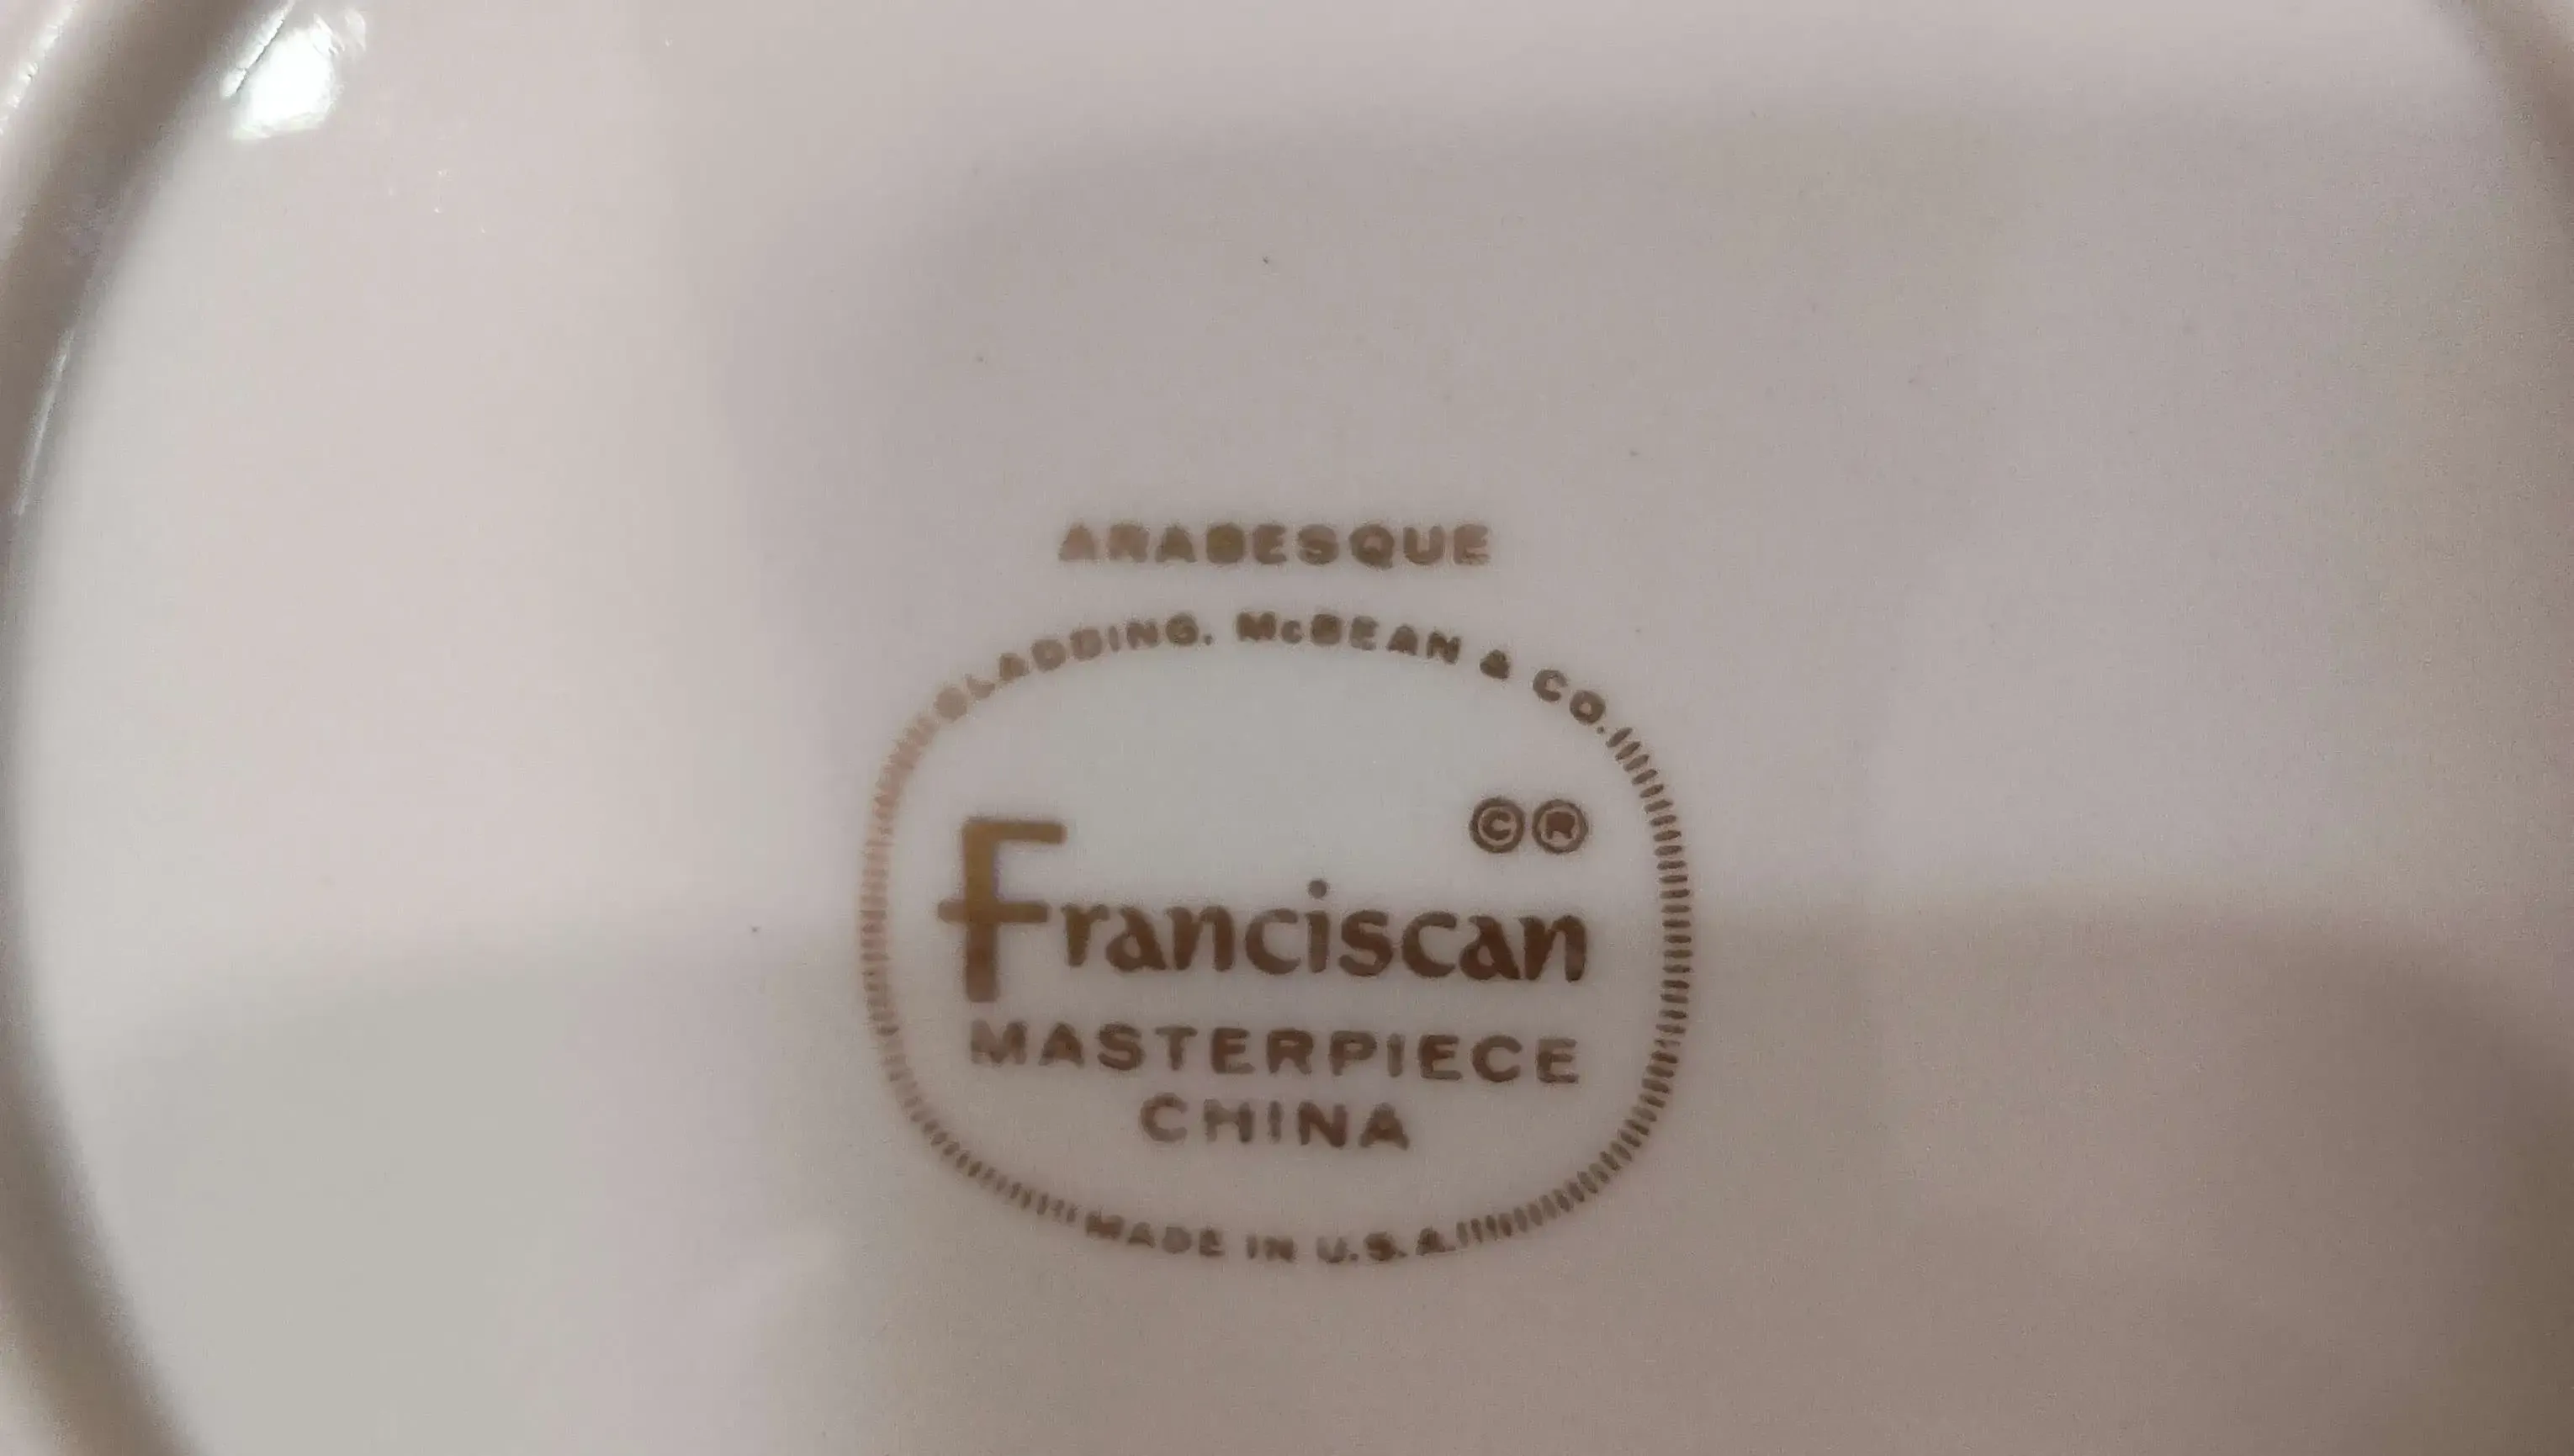 ARABESQUE
GLADDING, McBEAN & CO.
©®
Franciscan
MASTERPIECE
CHINA
MADE IN U.S.A.